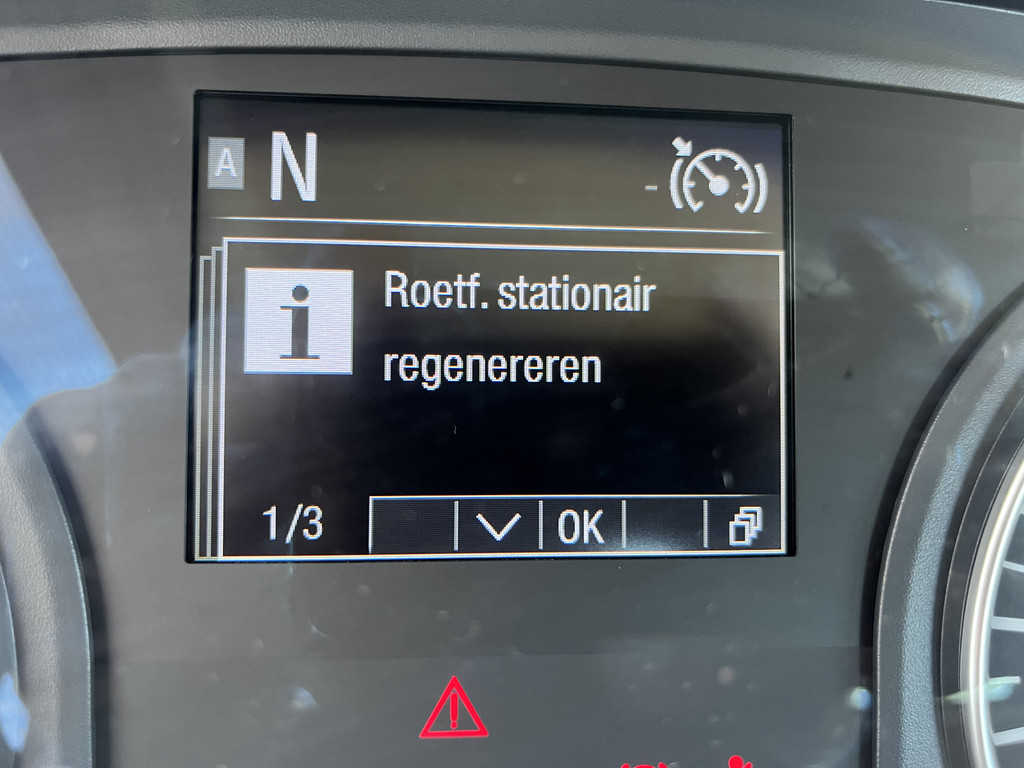 A N
Roetf. stationair
regenereren
1/3 OK